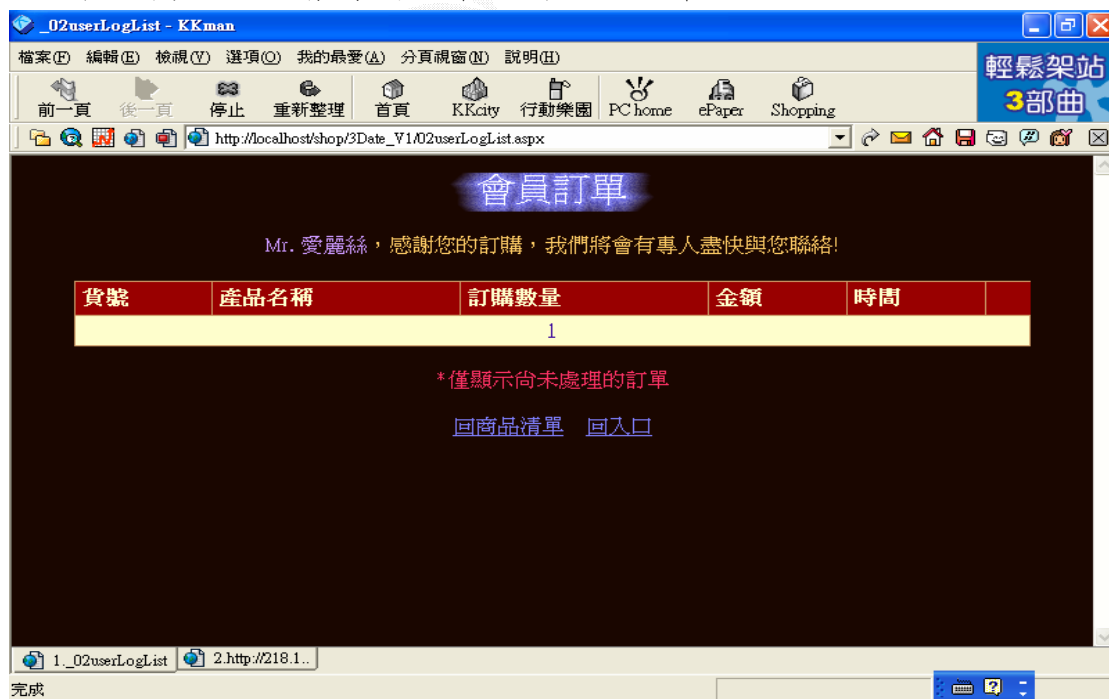 _02userLogList - KKman
檔案(F) 編輯(E) 檢視(V) 選項(O) 我的最愛(A) 分頁視窗(N) 說明(H)
輕鬆架站
3部曲
前一頁 後一頁 停止 重新整理 首頁 KKcity 行動樂園 PC home ePaper Shopping
http://localhost/shop/3Date_V1/02userLogList.aspx
會員訂單
Mr. 愛麗絲，感謝您的訂購，我們將會有專人盡快與您聯絡!
貨號 產品名稱 訂購數量 金額 時間
1
*僅顯示尚未處理的訂單
回商品清單 回入口
1._02userLogList 2.http://218.1..
完成